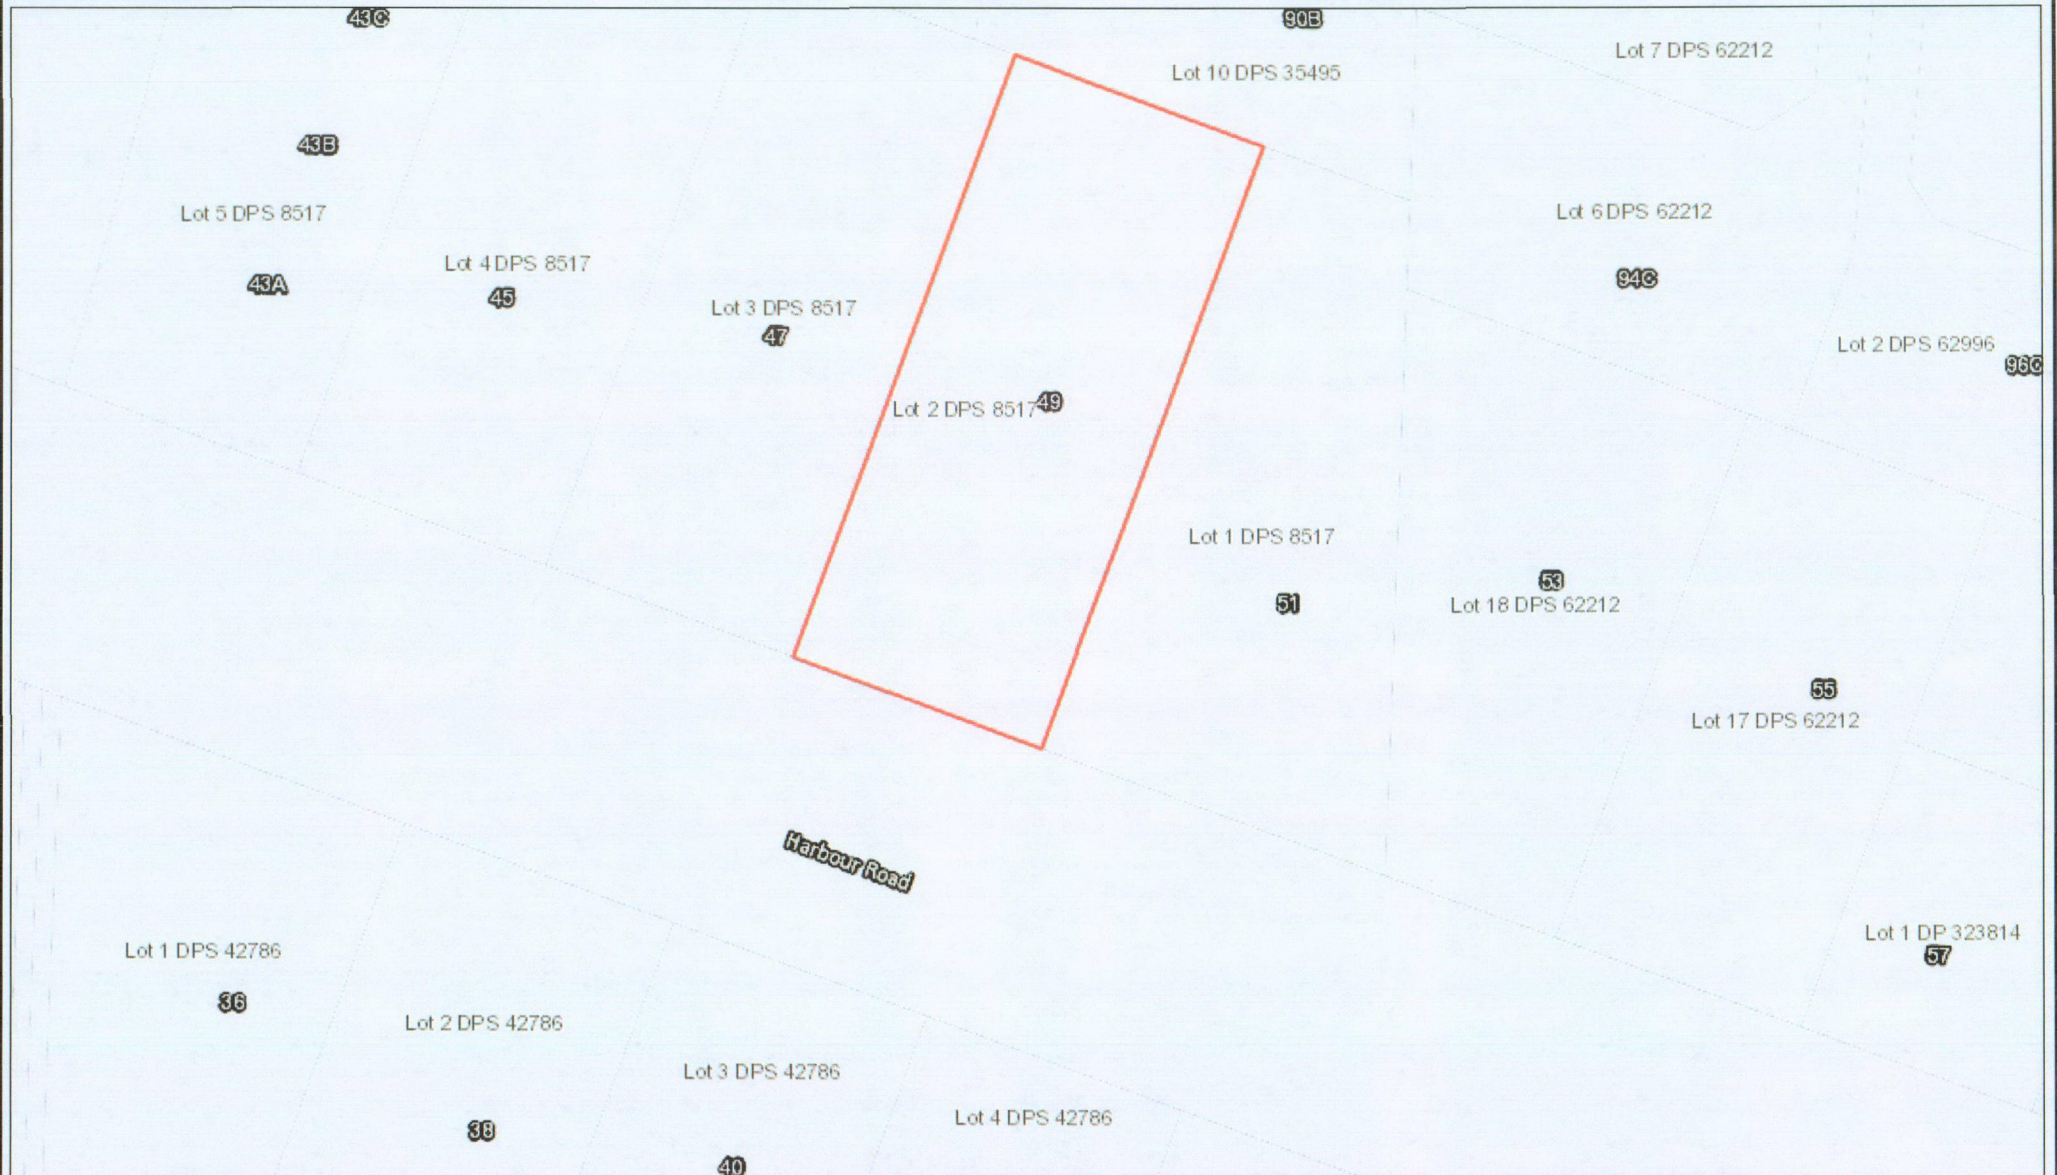 43C
90B
Lot 7 DPS 62212
Lot 10 DPS 35495
43B
Lot 5 DPS 8517
Lot 6 DPS 62212
Lot 4 DPS 8517
43A
94C
45
Lot 3 DPS 8517
47
Lot 2 DPS 62996
96C
Lot 2 DPS 8517
49
Lot 1 DPS 8517
53
51
Lot 18 DPS 62212
55
Lot 17 DPS 62212
Harbour Road
Lot 1 DP 323814
57
Lot 1 DPS 42786
36
Lot 2 DPS 42786
Lot 3 DPS 42786
Lot 4 DPS 42786
38
40